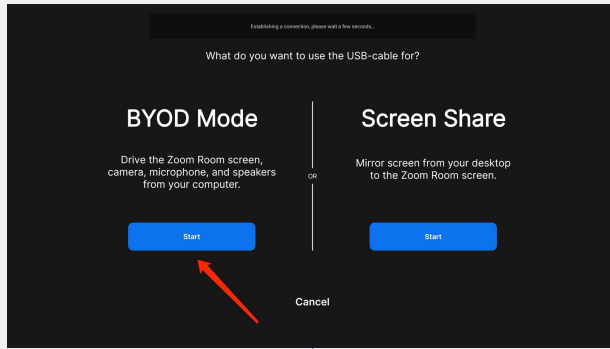 Establishing a connection, please wait a few seconds...
What do you want to use the USB-cable for?
BYOD Mode
Drive the Zoom Room screen,
camera, microphone, and speakers
from your computer.
Start
OR
Screen Share
Mirror screen from your desktop
to the Zoom Room screen.
Start
Cancel